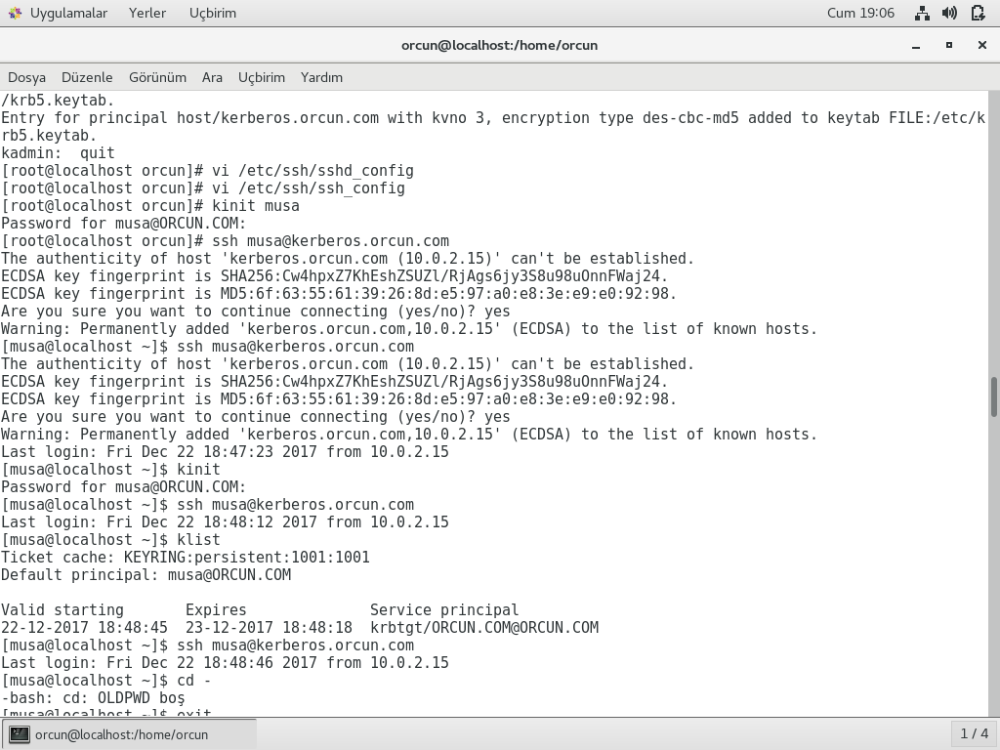 Uygulamalar Yerler Uçbirim Cum 19:06
orcun@localhost:/home/orcun
Dosya Düzenle Görünüm Ara Uçbirim Yardım
/krb5.keytab.
Entry for principal host/kerberos.orcun.com with kvno 3, encryption type des-cbc-md5 added to keytab FILE:/etc/k
rb5.keytab.
kadmin:  quit
[root@localhost orcun]# vi /etc/ssh/sshd_config
[root@localhost orcun]# vi /etc/ssh/ssh_config
[root@localhost orcun]# kinit musa
Password for musa@ORCUN.COM:
[root@localhost orcun]# ssh musa@kerberos.orcun.com
The authenticity of host 'kerberos.orcun.com (10.0.2.15)' can't be established.
ECDSA key fingerprint is SHA256:Cw4hpxZ7KhEshZSUZl/RjAgs6jy3S8u98uOnnFWaj24.
ECDSA key fingerprint is MD5:6f:63:55:61:39:26:8d:e5:97:a0:e8:3e:e9:e0:92:98.
Are you sure you want to continue connecting (yes/no)? yes
Warning: Permanently added 'kerberos.orcun.com,10.0.2.15' (ECDSA) to the list of known hosts.
[musa@localhost ~]$ ssh musa@kerberos.orcun.com
The authenticity of host 'kerberos.orcun.com (10.0.2.15)' can't be established.
ECDSA key fingerprint is SHA256:Cw4hpxZ7KhEshZSUZl/RjAgs6jy3S8u98uOnnFWaj24.
ECDSA key fingerprint is MD5:6f:63:55:61:39:26:8d:e5:97:a0:e8:3e:e9:e0:92:98.
Are you sure you want to continue connecting (yes/no)? yes
Warning: Permanently added 'kerberos.orcun.com,10.0.2.15' (ECDSA) to the list of known hosts.
Last login: Fri Dec 22 18:47:23 2017 from 10.0.2.15
[musa@localhost ~]$ kinit
Password for musa@ORCUN.COM:
[musa@localhost ~]$ ssh musa@kerberos.orcun.com
Last login: Fri Dec 22 18:48:12 2017 from 10.0.2.15
[musa@localhost ~]$ klist
Ticket cache: KEYRING:persistent:1001:1001
Default principal: musa@ORCUN.COM
Valid starting       Expires              Service principal
22-12-2017 18:48:45  23-12-2017 18:48:18  krbtgt/ORCUN.COM@ORCUN.COM
[musa@localhost ~]$ ssh musa@kerberos.orcun.com
Last login: Fri Dec 22 18:48:46 2017 from 10.0.2.15
[musa@localhost ~]$ cd -
-bash: cd: OLDPWD boş
[musa@localhost ~]$ exit
orcun@localhost:/home/orcun 1 / 4